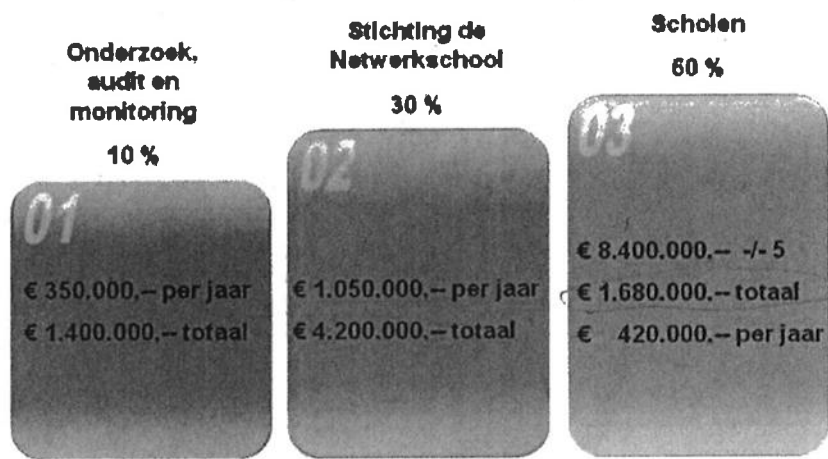 Onderzoek,
audit en
monitoring
10 %
01
€ 350.000,-- per jaar
€ 1.400.000,-- totaal
Stichting de
Netwerkschool
30 %
02
€ 1.050.000,-- per jaar
€ 4.200.000,-- totaal
Scholen
60 %
03
€ 8.400.000,-- -/- 5
€ 1.680.000,-- totaal
€ 420.000,-- per jaar